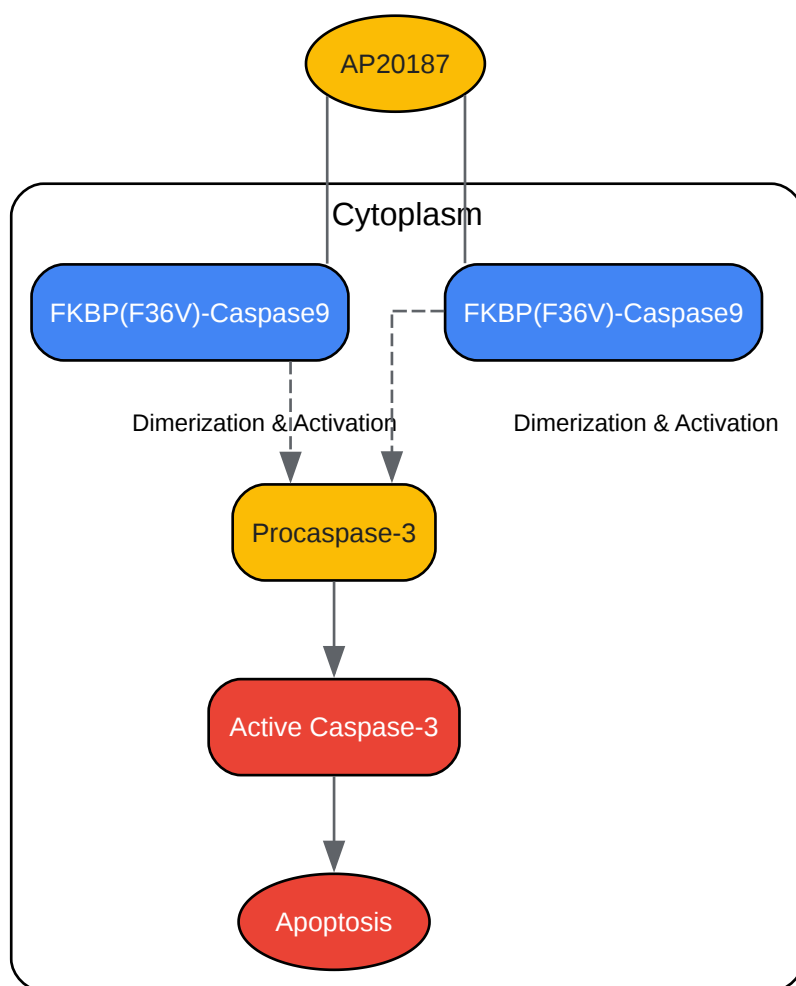 AP20187
Cytoplasm
FKBP(F36V)-Caspase9
FKBP(F36V)-Caspase9
Dimerization & Activation
Dimerization & Activation
Procaspase-3
Active Caspase-3
Apoptosis